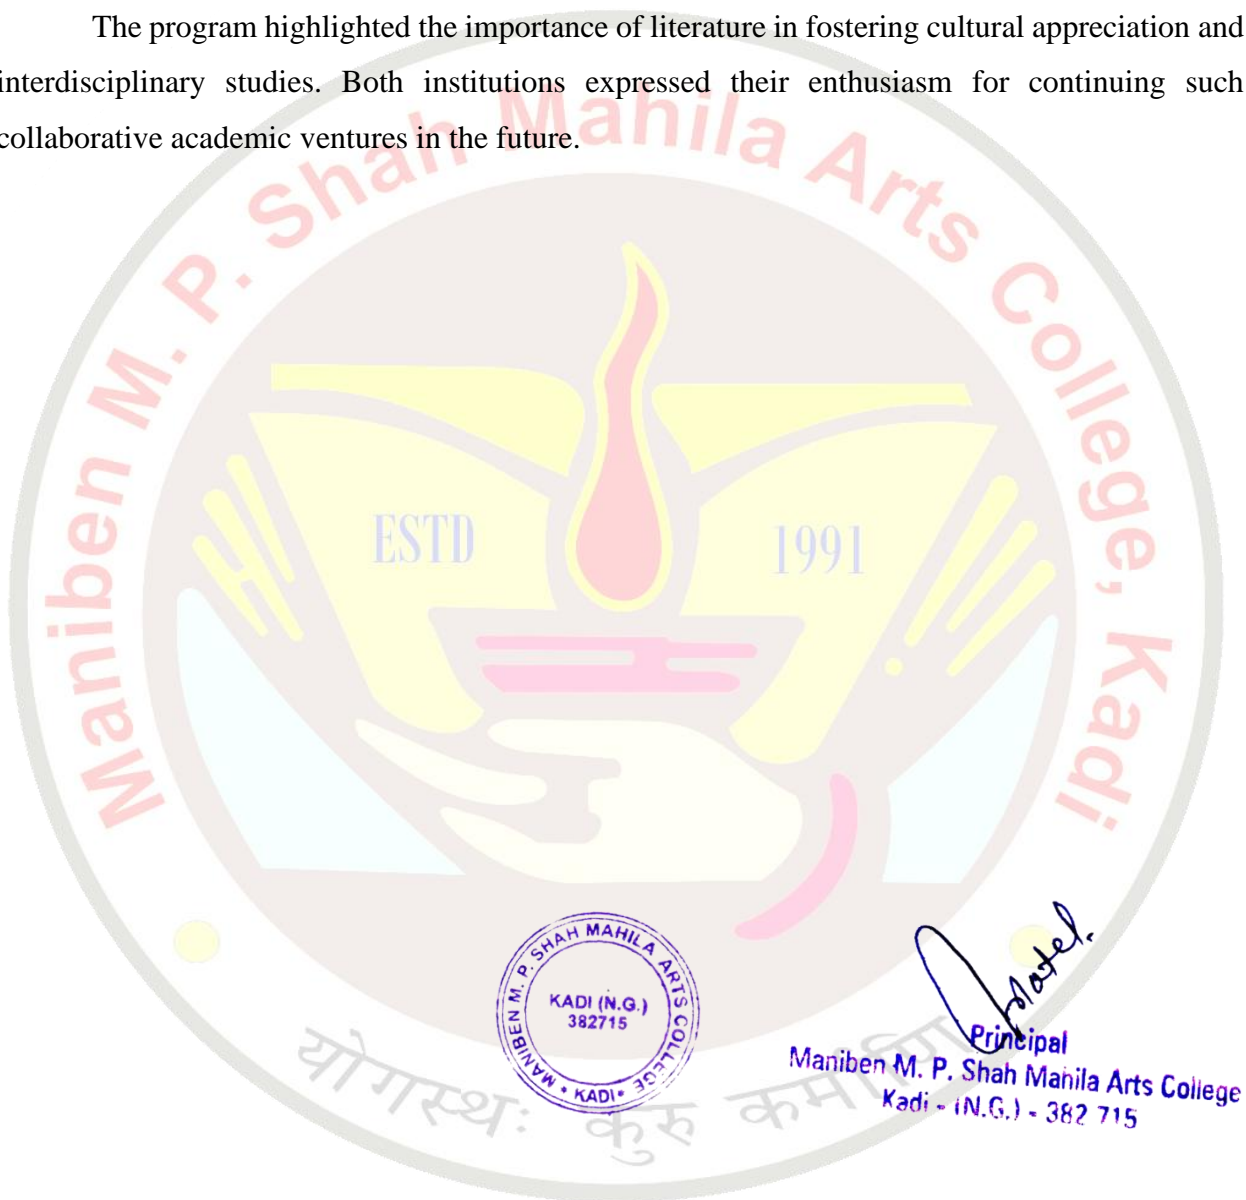 The program highlighted the importance of literature in fostering cultural appreciation and
interdisciplinary studies. Both institutions expressed their enthusiasm for continuing such
collaborative academic ventures in the future.
Maniben M. P. Shah Mahila Arts College, Kadi
ESTD 1991
योगस्थः कुरु कर्माणि
MANIBEN M. P. SHAH MAHILA ARTS COLLEGE
• KADI •
KADI (N.G.)
382715
Patel.
Principal
Maniben M. P. Shah Mahila Arts College
Kadi - (N.G.) - 382 715